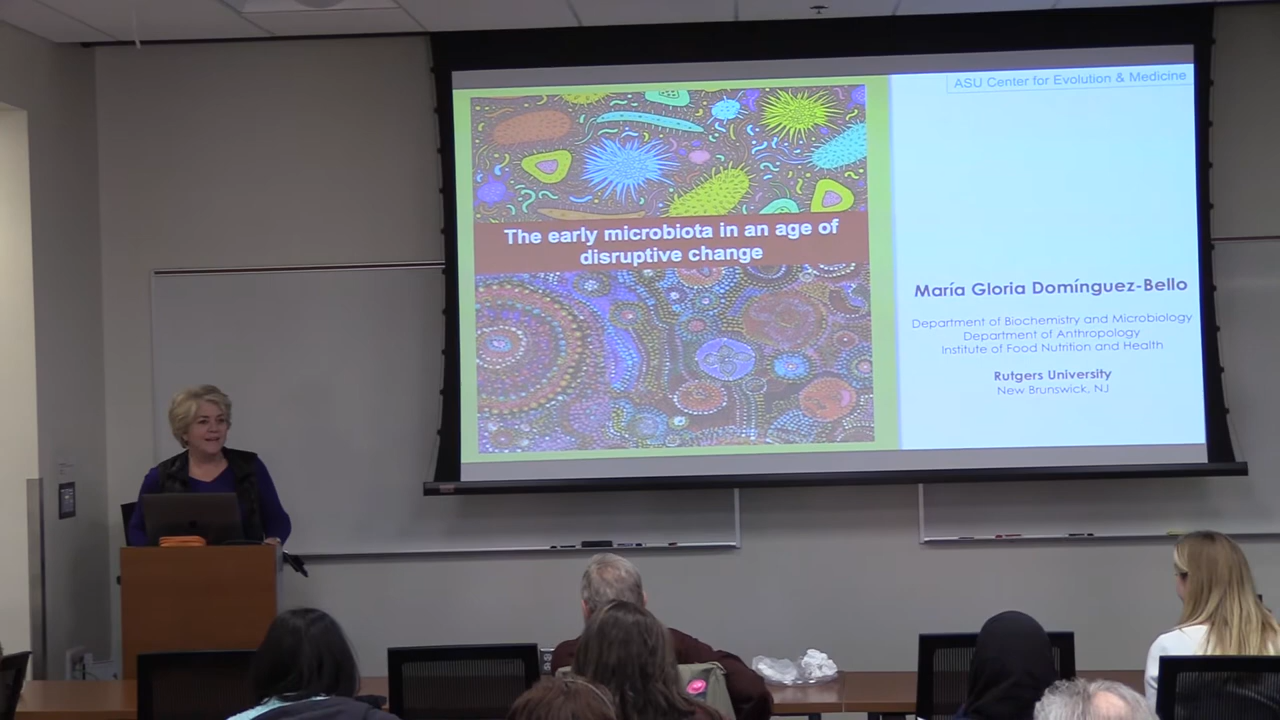 ASU Center for Evolution & Medicine
The early microbiota in an age of
disruptive change
María Gloria Domínguez-Bello
Department of Biochemistry and Microbiology
Department of Anthropology
Institute of Food Nutrition and Health
Rutgers University
New Brunswick, NJ